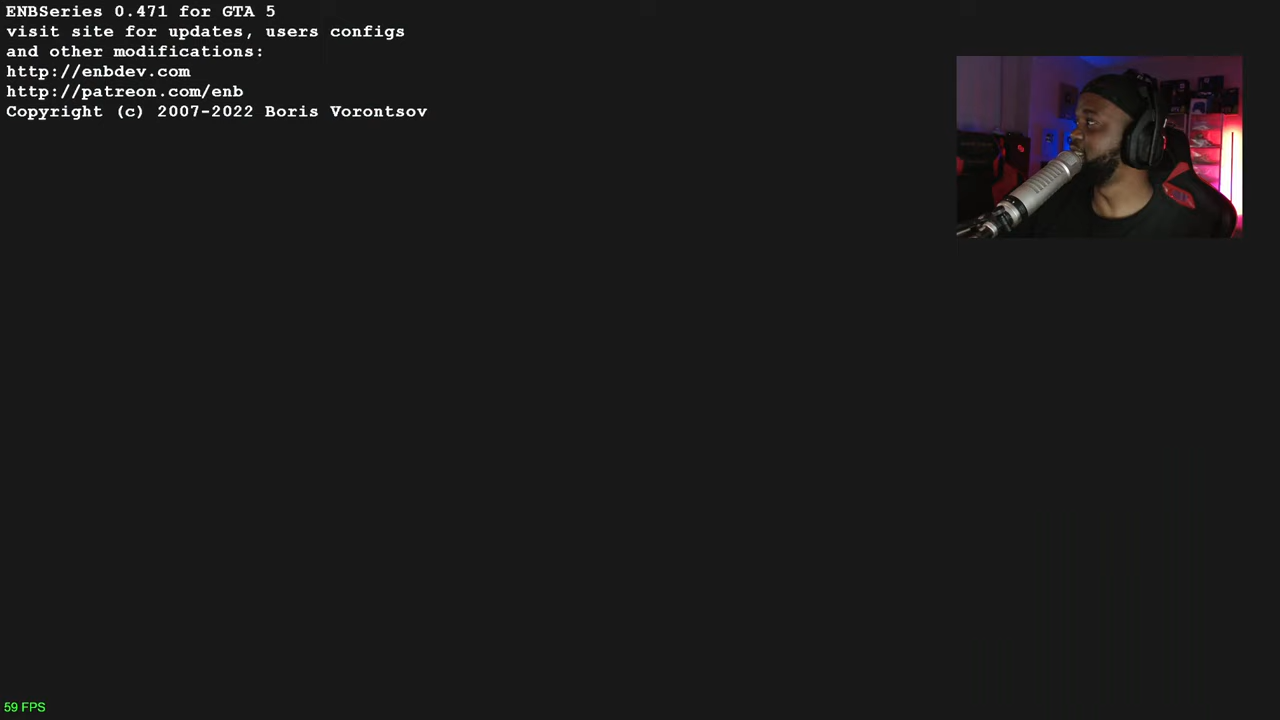 ENBSeries 0.471 for GTA 5
visit site for updates, users configs
and other modifications:
http://enbdev.com
http://patreon.com/enb
Copyright (c) 2007-2022 Boris Vorontsov
59 FPS